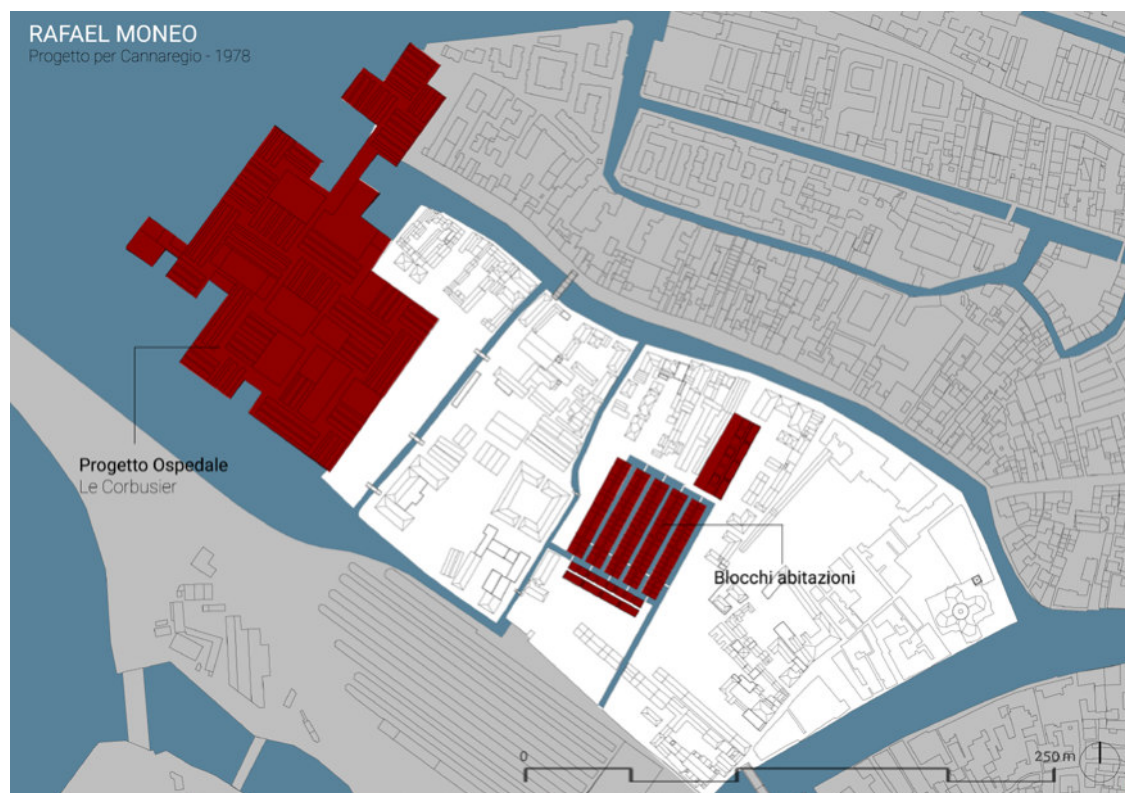 RAFAEL MONEO
Progetto per Cannaregio - 1978
Progetto Ospedale
Le Corbusier
Blocchi abitazioni
0
250 m